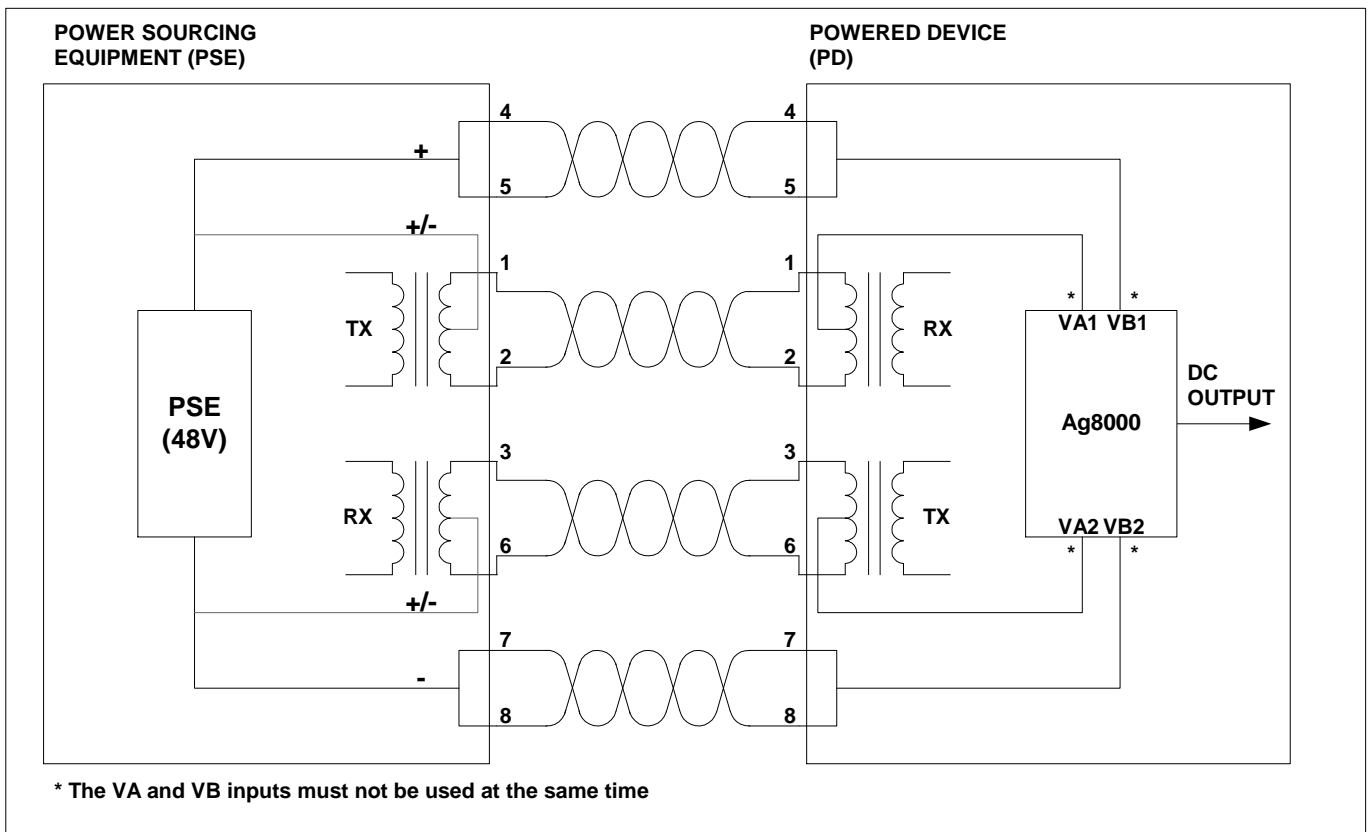 POWER SOURCING
EQUIPMENT (PSE)
POWERED DEVICE
(PD)
4
4
+
5
5
+/-
1
1
* *
TX
VA1 VB1
RX
2
2
DC
OUTPUT
PSE
(48V)
Ag8000
3
3
RX
TX
VA2 VB2
6
6
* *
+/-
7
7
-
8
8
* The VA and VB inputs must not be used at the same time